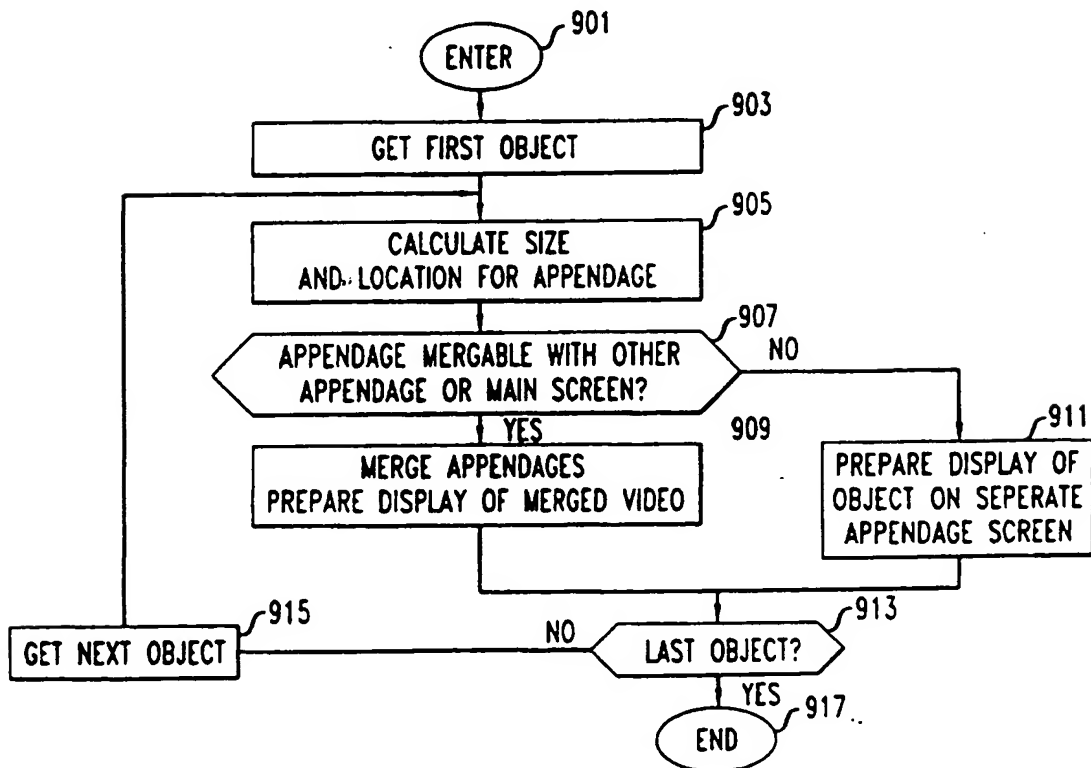 901
ENTER
903
GET FIRST OBJECT
905
CALCULATE SIZE
AND LOCATION FOR APPENDAGE
907
APPENDAGE MERGABLE WITH OTHER
APPENDAGE OR MAIN SCREEN?
NO
YES
909
MERGE APPENDAGES
PREPARE DISPLAY OF MERGED VIDEO
911
PREPARE DISPLAY OF
OBJECT ON SEPERATE
APPENDAGE SCREEN
913
LAST OBJECT?
NO
915
GET NEXT OBJECT
YES
917
END